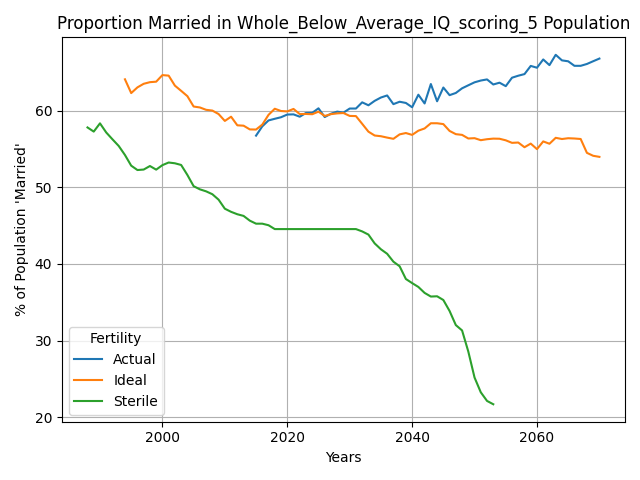 Proportion Married in Whole_Below_Average_IQ_scoring_5 Population
% of Population 'Married'
60
50
40
30
20
Fertility
Actual
Ideal
Sterile
2000 2020 2040 2060
Years